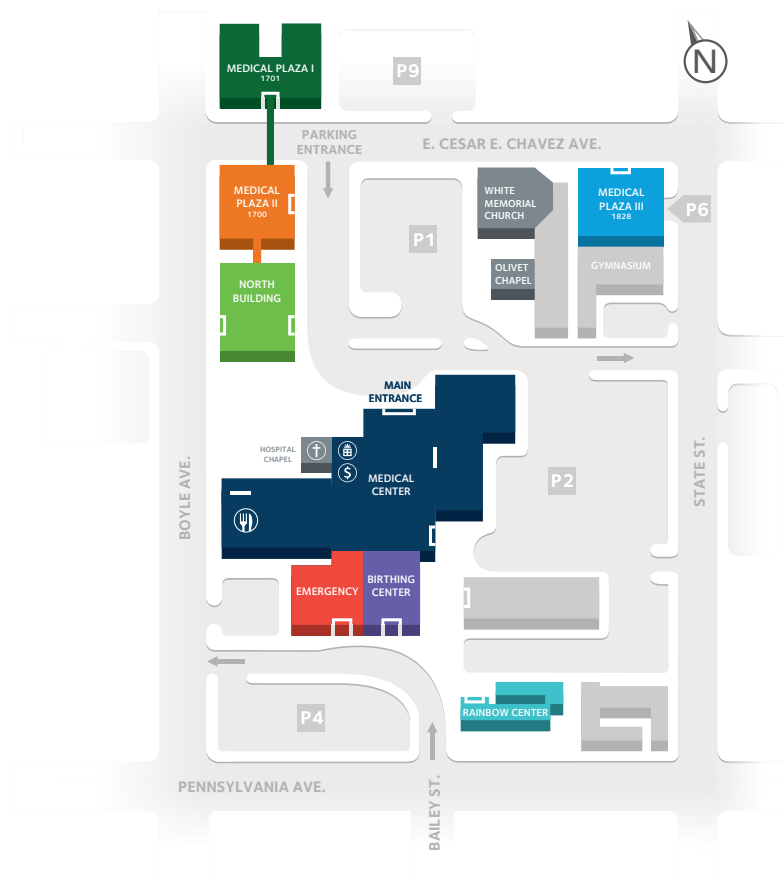 MEDICAL PLAZA I
1701
P9
N
PARKING
ENTRANCE
E. CESAR E. CHAVEZ AVE.
MEDICAL
PLAZA II
1700
WHITE
MEMORIAL
CHURCH
MEDICAL
PLAZA III
1828
P6
P1
OLIVET
CHAPEL
GYMNASIUM
NORTH
BUILDING
MAIN
ENTRANCE
HOSPITAL
CHAPEL
$
MEDICAL
CENTER
P2
BOYLE AVE.
STATE ST.
EMERGENCY
BIRTHING
CENTER
P4
RAINBOW CENTER
PENNSYLVANIA AVE.
BAILEY ST.